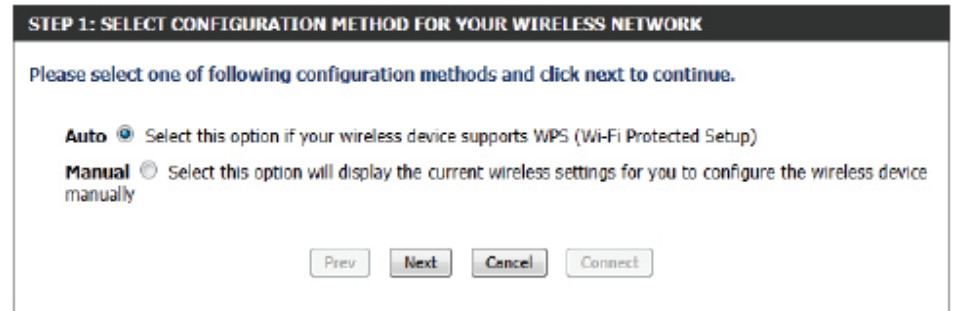 STEP 1: SELECT CONFIGURATION METHOD FOR YOUR WIRELESS NETWORK
Please select one of following configuration methods and click next to continue.
Auto Select this option if your wireless device supports WPS (Wi-Fi Protected Setup)
Manual Select this option will display the current wireless settings for you to configure the wireless device
manually
Prev Next Cancel Connect